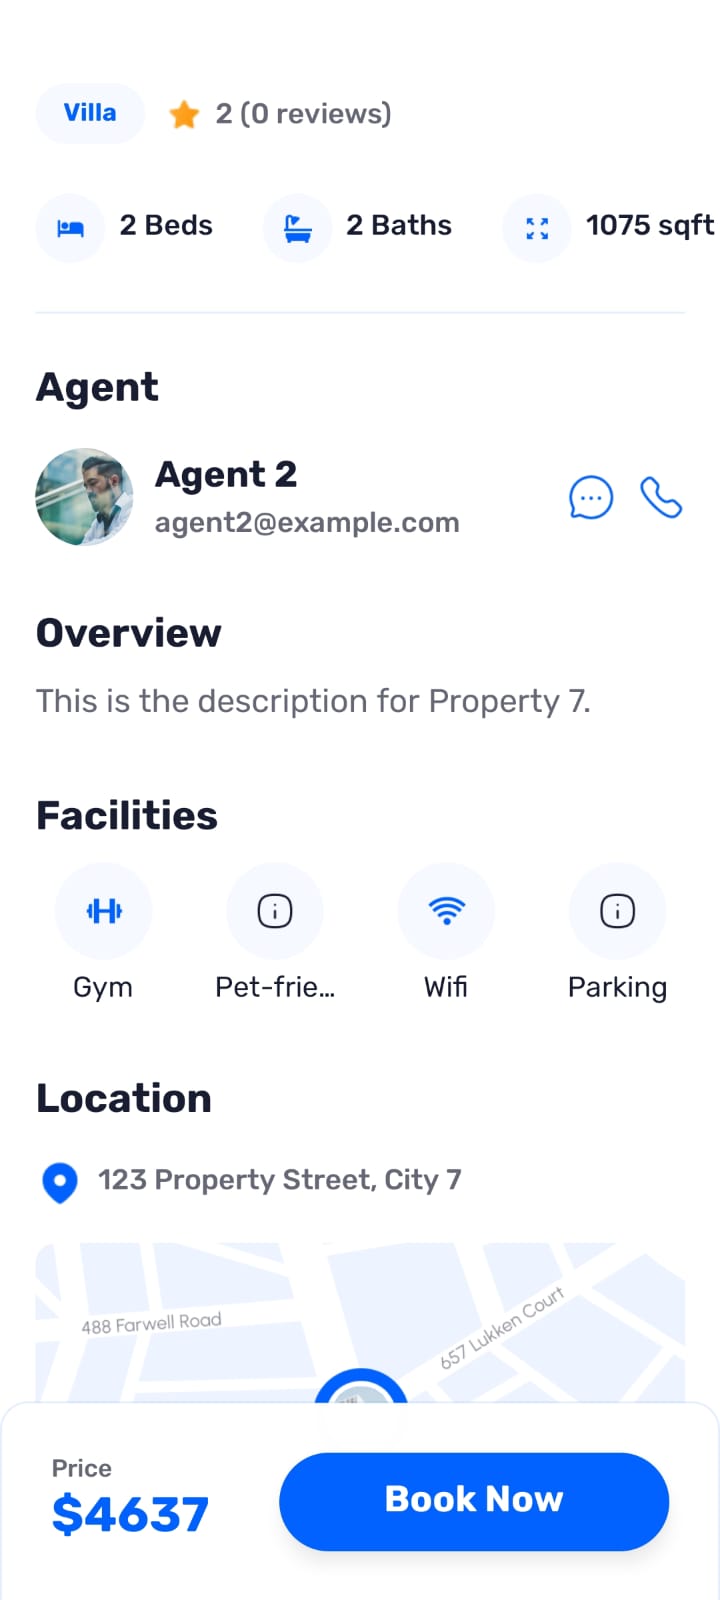 Villa
2 (0 reviews)
2 Beds
2 Baths
1075 sqft
Agent
Agent 2
agent2@example.com
Overview
This is the description for Property 7.
Facilities
Gym
Pet-frie...
Wifi
Parking
Location
123 Property Street, City 7
488 Farwell Road
657 Lukken Court
Price
$4637
Book Now